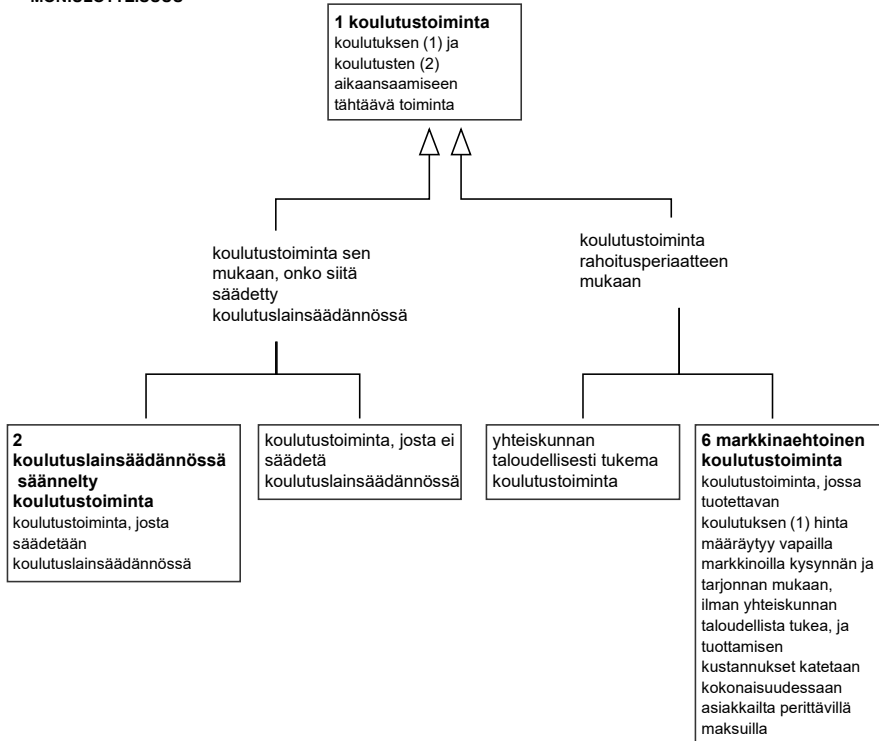 1 koulutustoiminta
koulutuksen (1) ja
koulutusten (2)
aikaansaamiseen
tähtäävä toiminta
koulutustoiminta sen
mukaan, onko siitä
säädetty
koulutuslainsäädännössä
koulutustoiminta
rahoitusperiaatteen
mukaan
2
koulutuslainsäädännössä
säännelty
koulutustoiminta
koulutustoiminta, josta
säädetään
koulutuslainsäädännössä
koulutustoiminta, josta ei
säädetä
koulutuslainsäädännössä
yhteiskunnan
taloudellisesti tukema
koulutustoiminta
6 markkinaehtoinen
koulutustoiminta
koulutustoiminta, jossa
tuotettavan
koulutuksen (1) hinta
määräytyy vapailla
markkinoilla kysynnän ja
tarjonnan mukaan,
ilman yhteiskunnan
taloudellista tukea, ja
tuottamisen
kustannukset katetaan
kokonaisuudessaan
asiakkailta perittävillä
maksuilla